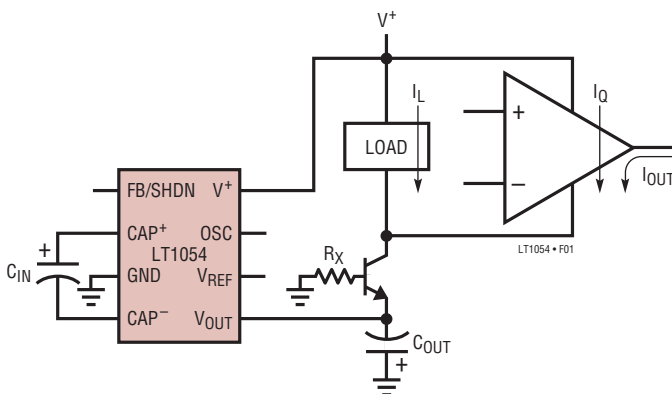 V+
IL
IQ
+
LOAD
−
IOUT
LT1054 • F01
FB/SHDN V+
CAP+ OSC
LT1054
GND VREF
CAP− VOUT
+
CIN
RX
COUT
+